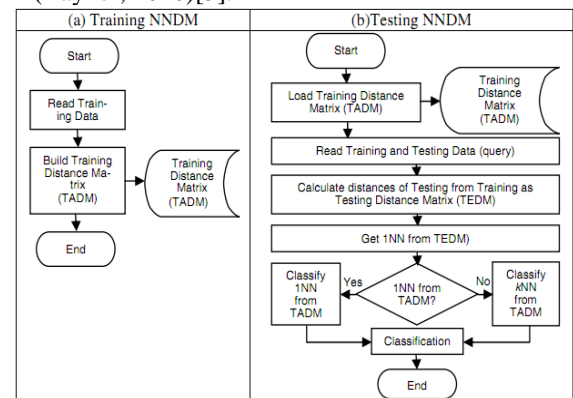 (a) Training NNDM
(b)Testing NNDM
Start
Read Train-
ing Data
Build Training
Distance Ma-
trix
(TADM)
Training
Distance
Matrix
(TADM)
End
Start
Load Training Distance
Matrix (TADM)
Training
Distance
Matrix
(TADM)
Read Training and Testing Data (query)
Calculate distances of Testing from Training as
Testing Distance Matrix (TEDM)
Get 1NN from TEDM)
Classify
1NN
from
TADM
Yes
1NN from
TADM?
No
Classify
kNN
from
TADM
Classification
End